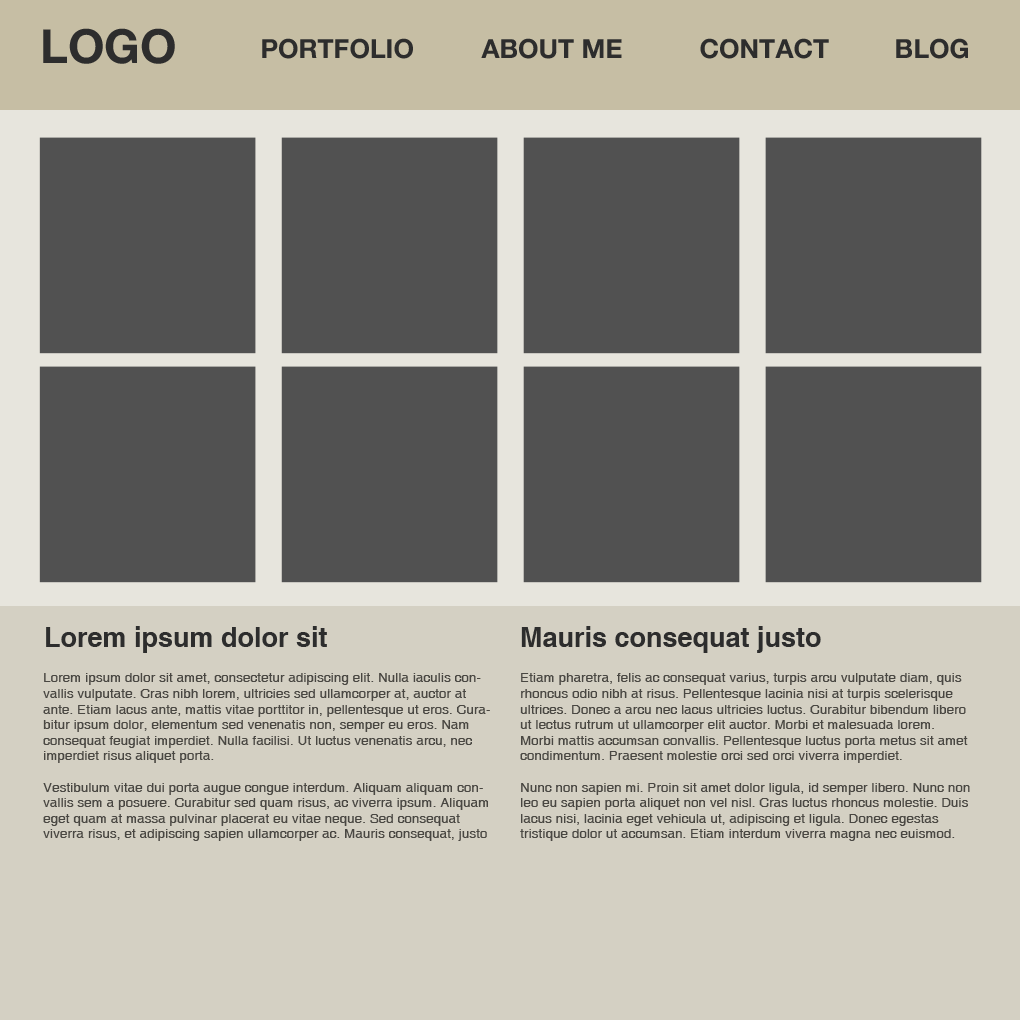 LOGO PORTFOLIO ABOUT ME CONTACT BLOG
Lorem ipsum dolor sit
Lorem ipsum dolor sit amet, consectetur adipiscing elit. Nulla iaculis con-
vallis vulputate. Cras nibh lorem, ultricies sed ullamcorper at, auctor at
ante. Etiam lacus ante, mattis vitae porttitor in, pellentesque ut eros. Cura-
bitur ipsum dolor, elementum sed venenatis non, semper eu eros. Nam
consequat feugiat imperdiet. Nulla facilisi. Ut luctus venenatis arcu, nec
imperdiet risus aliquet porta.
Vestibulum vitae dui porta augue congue interdum. Aliquam aliquam con-
vallis sem a posuere. Curabitur sed quam risus, ac viverra ipsum. Aliquam
eget quam at massa pulvinar placerat eu vitae neque. Sed consequat
viverra risus, et adipiscing sapien ullamcorper ac. Mauris consequat, justo
Mauris consequat justo
Etiam pharetra, felis ac consequat varius, turpis arcu vulputate diam, quis
rhoncus odio nibh at risus. Pellentesque lacinia nisi at turpis scelerisque
ultrices. Donec a arcu nec lacus ultricies luctus. Curabitur bibendum libero
ut lectus rutrum ut ullamcorper elit auctor. Morbi et malesuada lorem.
Morbi mattis accumsan convallis. Pellentesque luctus porta metus sit amet
condimentum. Praesent molestie orci sed orci viverra imperdiet.
Nunc non sapien mi. Proin sit amet dolor ligula, id semper libero. Nunc non
leo eu sapien porta aliquet non vel nisl. Cras luctus rhoncus molestie. Duis
lacus nisi, lacinia eget vehicula ut, adipiscing et ligula. Donec egestas
tristique dolor ut accumsan. Etiam interdum viverra magna nec euismod.